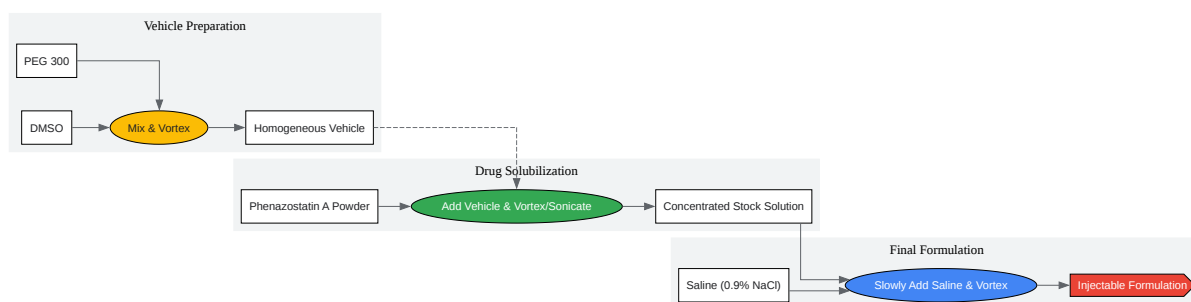 Vehicle Preparation
PEG 300
DMSO
Mix & Vortex
Homogeneous Vehicle
Drug Solubilization
Phenazostatin A Powder
Add Vehicle & Vortex/Sonicate
Concentrated Stock Solution
Final Formulation
Saline (0.9% NaCl)
Slowly Add Saline & Vortex
Injectable Formulation